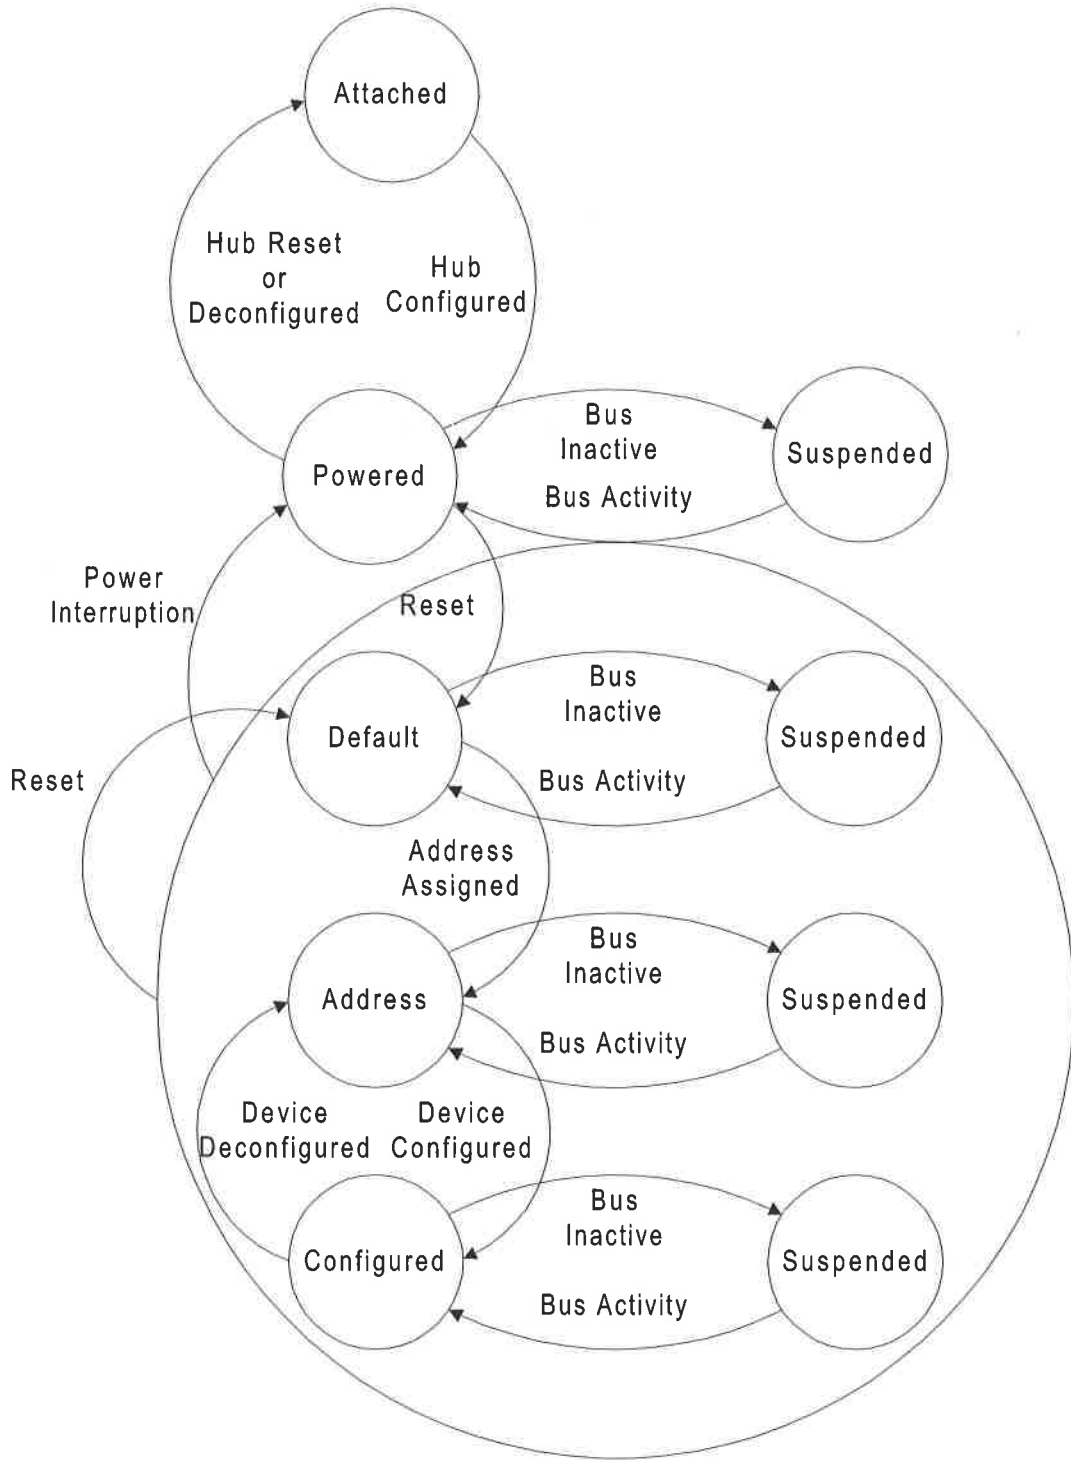 Attached
Hub Reset
or
Deconfigured
Hub
Configured
Powered
Bus
Inactive
Bus Activity
Suspended
Power
Interruption
Reset
Default
Bus
Inactive
Bus Activity
Suspended
Reset
Address
Assigned
Address
Bus
Inactive
Bus Activity
Suspended
Device
Deconfigured
Device
Configured
Configured
Bus
Inactive
Bus Activity
Suspended